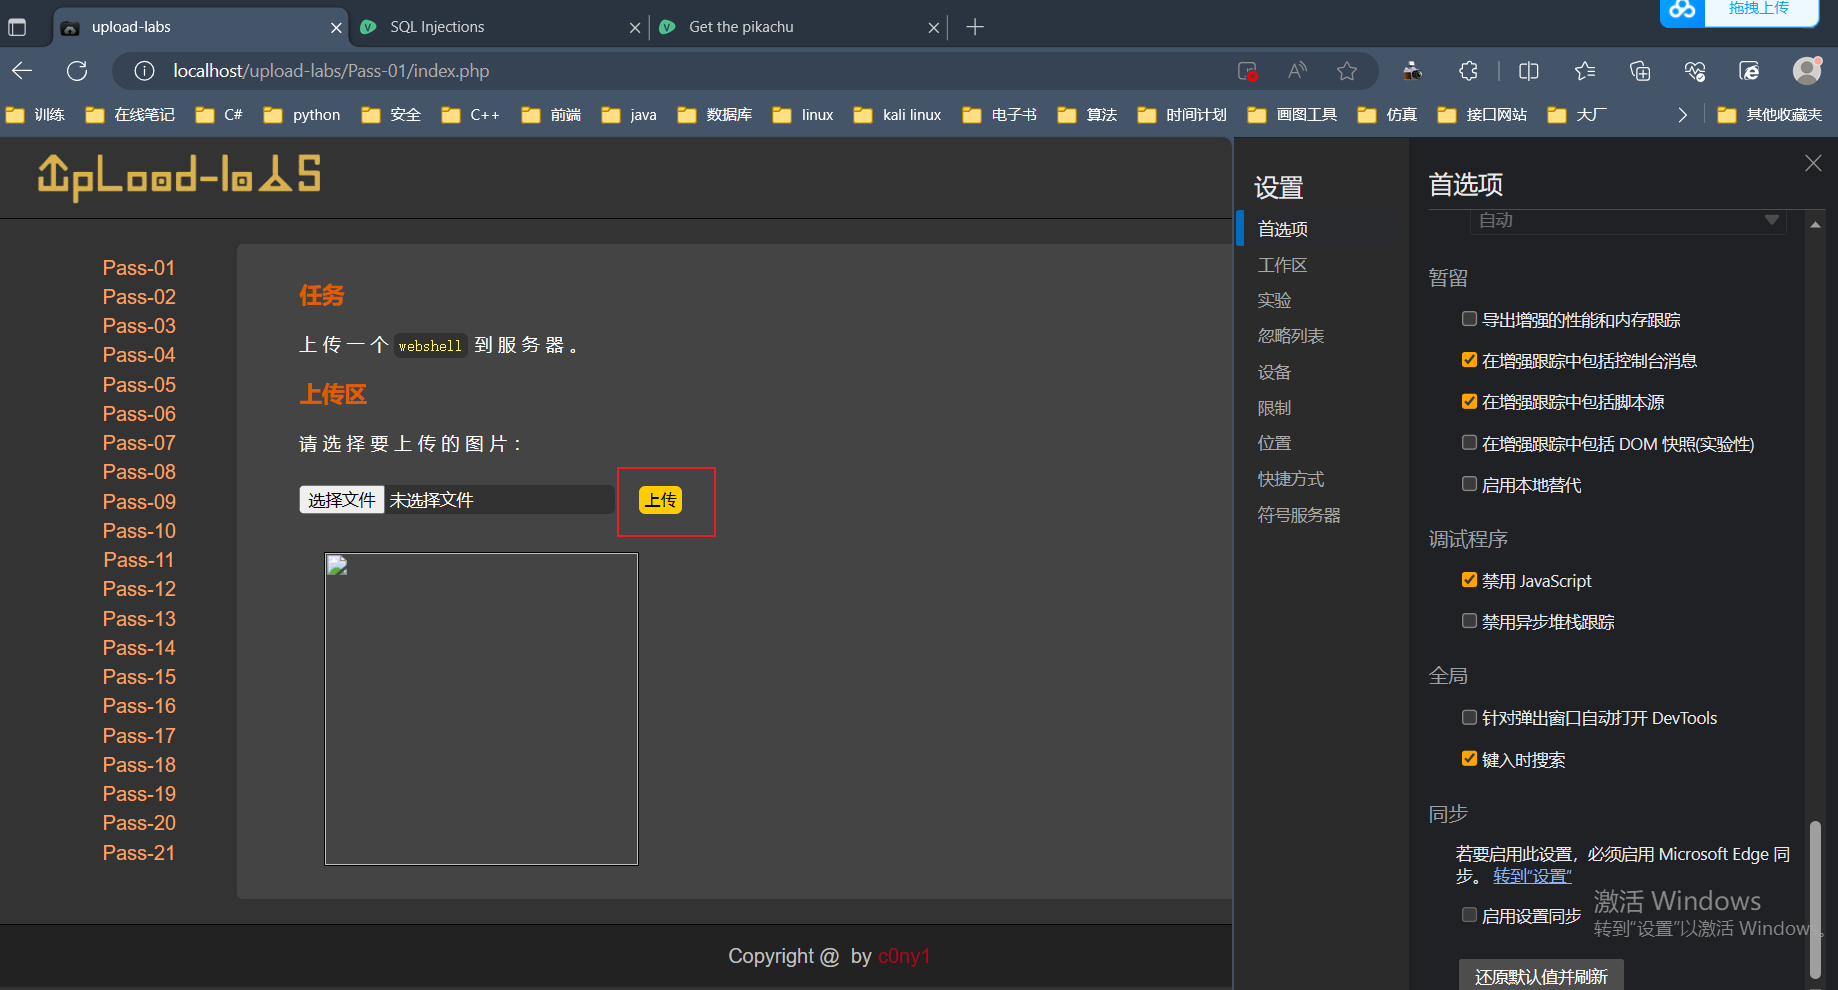 upload-labs
SQL Injections
Get the pikachu
拖拽上传
localhost/upload-labs/Pass-01/index.php
训练
在线笔记
C#
python
安全
C++
前端
java
数据库
linux
kali linux
电子书
算法
时间计划
画图工具
仿真
接口网站
大厂
其他收藏夹
UpLoad-labS
Pass-01
Pass-02
Pass-03
Pass-04
Pass-05
Pass-06
Pass-07
Pass-08
Pass-09
Pass-10
Pass-11
Pass-12
Pass-13
Pass-14
Pass-15
Pass-16
Pass-17
Pass-18
Pass-19
Pass-20
Pass-21
任务
上传一个 webshell 到服务器。
上传区
请选择要上传的图片：
选择文件 未选择文件 上传
Copyright @ by c0ny1
设置
首选项
工作区
实验
忽略列表
设备
限制
位置
快捷方式
符号服务器
首选项
自动
暂留
导出增强的性能和内存跟踪
在增强跟踪中包括控制台消息
在增强跟踪中包括脚本源
在增强跟踪中包括 DOM 快照(实验性)
启用本地替代
调试程序
禁用 JavaScript
禁用异步堆栈跟踪
全局
针对弹出窗口自动打开 DevTools
键入时搜索
同步
若要启用此设置，必须启用 Microsoft Edge 同
步。 转到“设置”
启用设置同步
激活 Windows
转到“设置”以激活 Windows。
还原默认值并刷新